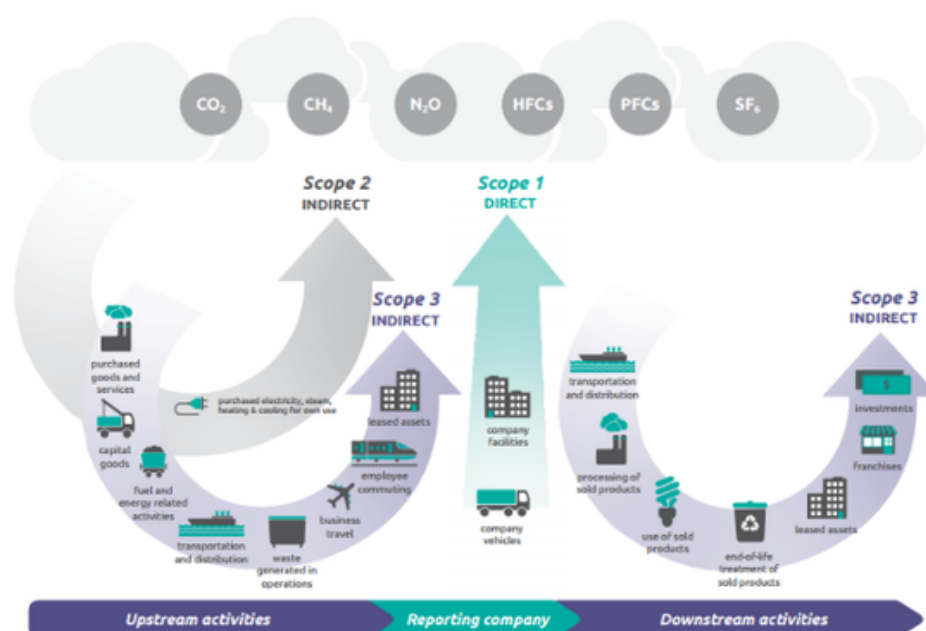 CO₂
CH₄
N₂O
HFCs
PFCs
SF₆
Scope 2
INDIRECT
Scope 1
DIRECT
Scope 3
INDIRECT
Scope 3
INDIRECT
purchased
goods and
services
capital
goods
fuel and
energy related
activities
transportation
and distribution
waste
generated in
operations
business
travel
employee
commuting
leased assets
purchased electricity, steam,
heating & cooling for own use
company
facilities
company
vehicles
transportation
and distribution
processing of
sold products
use of sold
products
end-of-life
treatment of
sold products
leased assets
franchises
investments
$
Upstream activities
Reporting company
Downstream activities